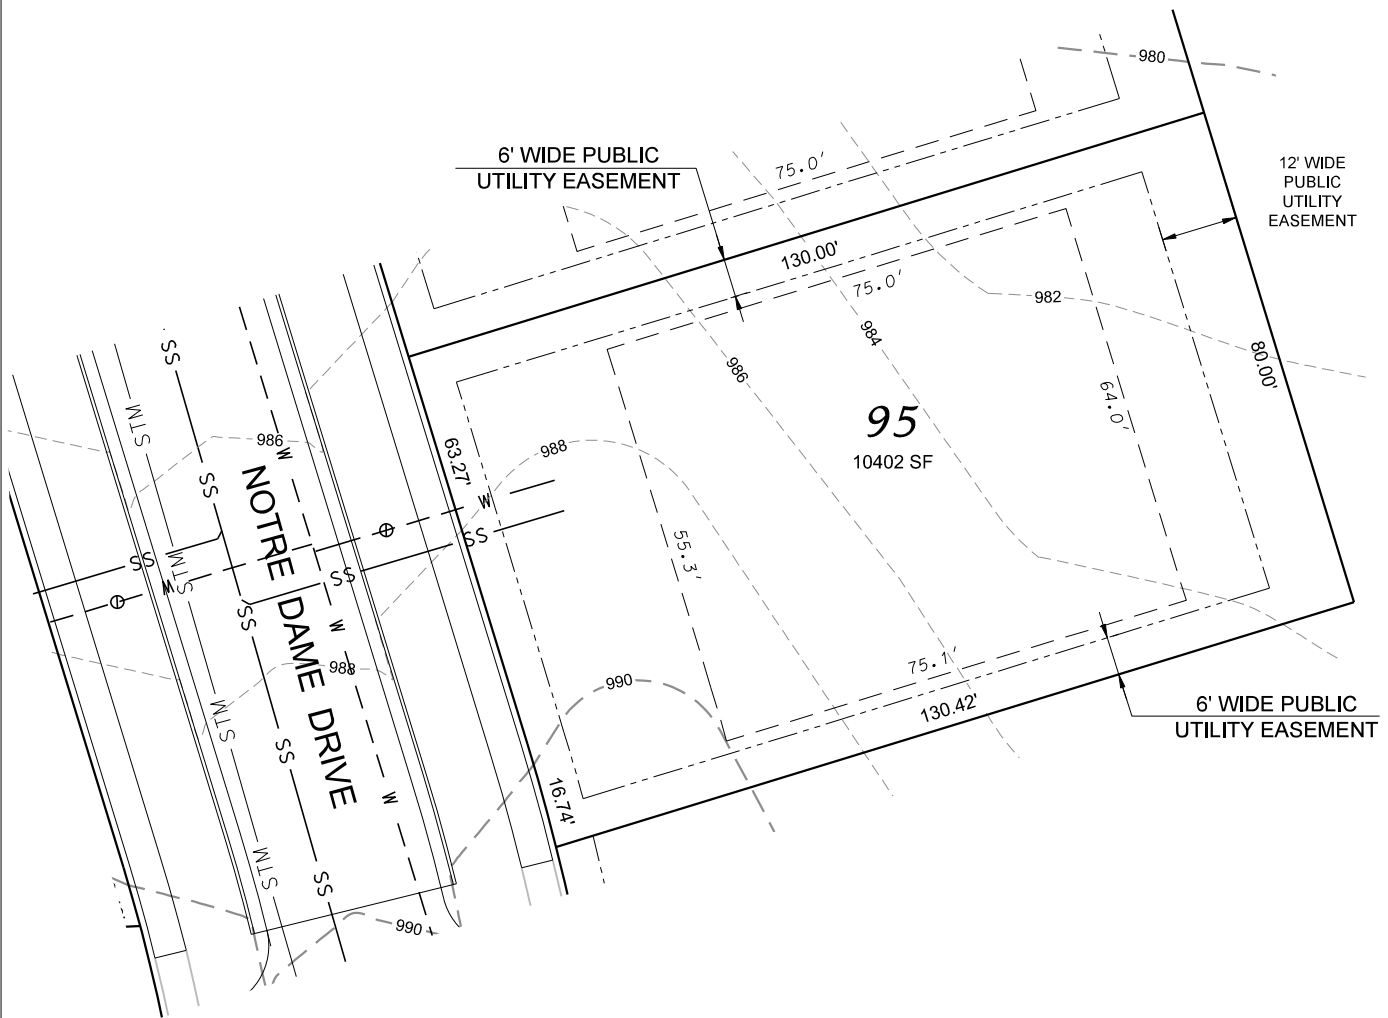 980
6' WIDE PUBLIC
UTILITY EASEMENT
75.0'
12' WIDE
PUBLIC
UTILITY
EASEMENT
130.00'
75.0'
982
984
986
80.00'
64.0'
95
10402 SF
SS
STM
986
W
63.27'
988
W
SS
SS
NOTRE DAME DRIVE
SS
STM
W
SS
SS
W
55.3'
988
75.1'
990
130.42'
6' WIDE PUBLIC
UTILITY EASEMENT
STM
SS
W
16.74'
STM
SS
990